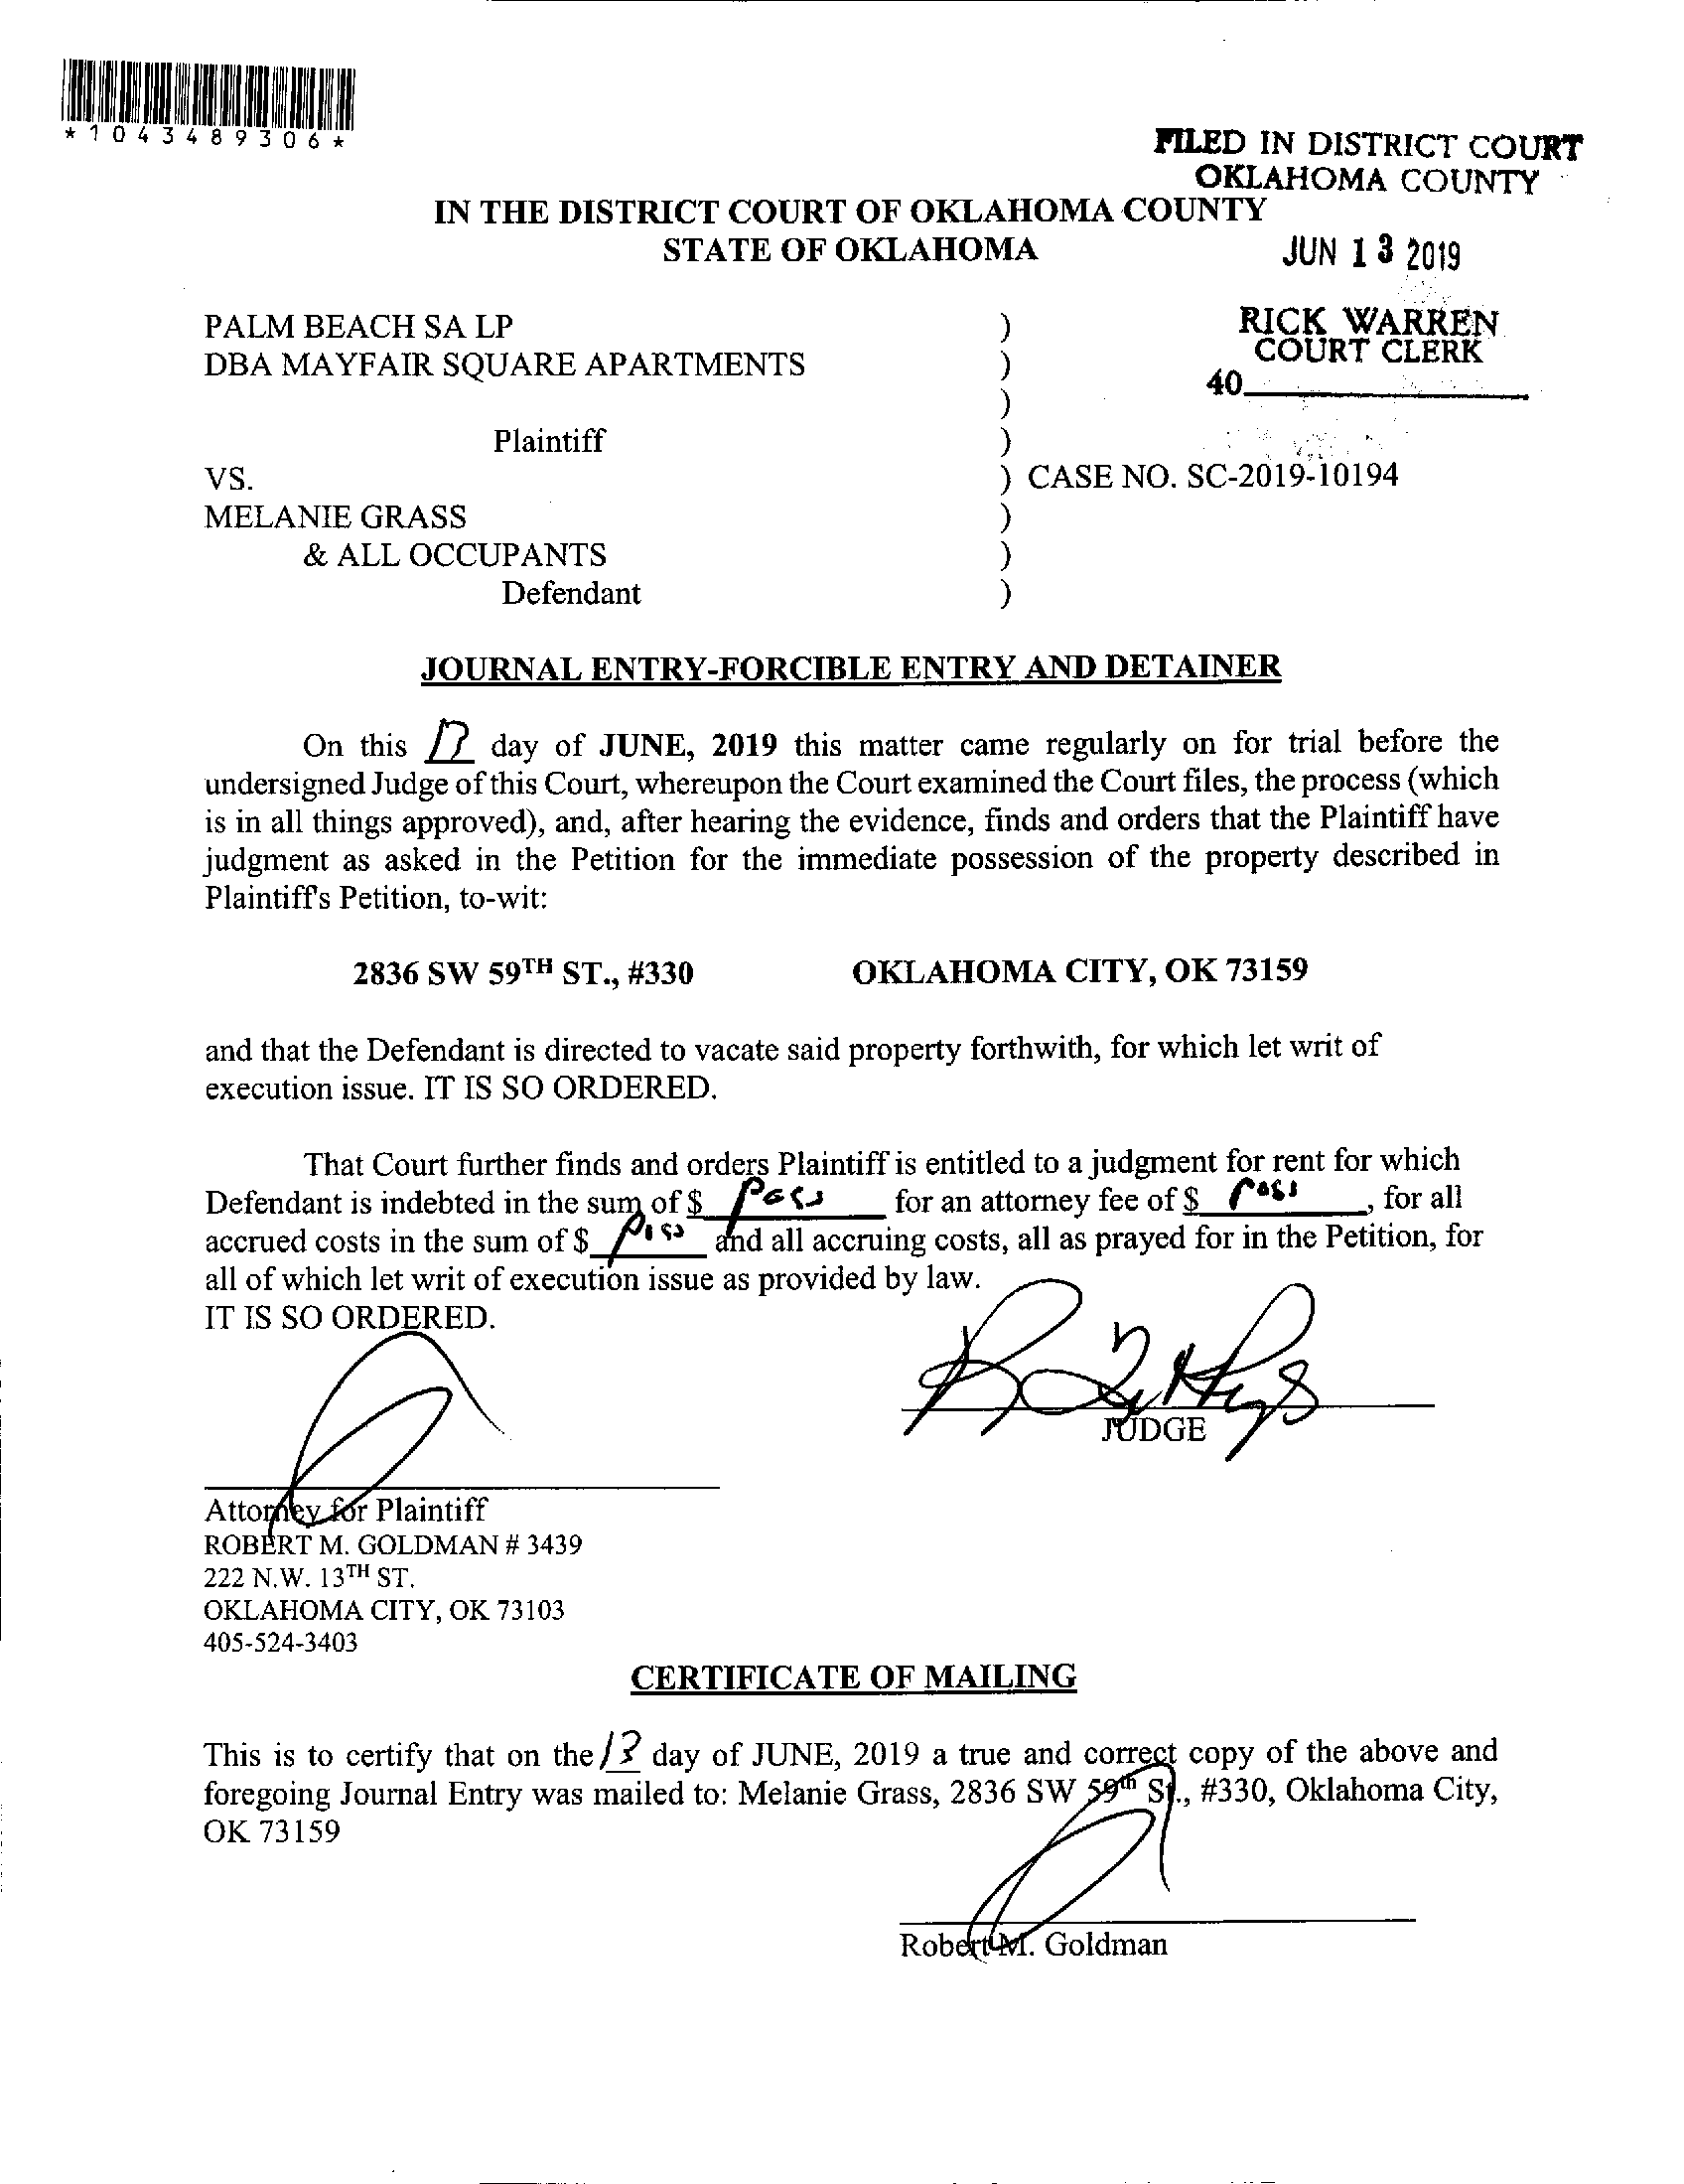 *1043489306*
FILED IN DISTRICT COURT
OKLAHOMA COUNTY
IN THE DISTRICT COURT OF OKLAHOMA COUNTY
STATE OF OKLAHOMA
JUN 13 2019
RICK WARREN
COURT CLERK
40
PALM BEACH SA LP )
DBA MAYFAIR SQUARE APARTMENTS )
)
Plaintiff )
VS. ) CASE NO. SC-2019-10194
MELANIE GRASS )
& ALL OCCUPANTS )
Defendant )
JOURNAL ENTRY-FORCIBLE ENTRY AND DETAINER
On this 13 day of JUNE, 2019 this matter came regularly on for trial before the
undersigned Judge of this Court, whereupon the Court examined the Court files, the process (which
is in all things approved), and, after hearing the evidence, finds and orders that the Plaintiff have
judgment as asked in the Petition for the immediate possession of the property described in
Plaintiff's Petition, to-wit:
2836 SW 59TH ST., #330 OKLAHOMA CITY, OK 73159
and that the Defendant is directed to vacate said property forthwith, for which let writ of
execution issue. IT IS SO ORDERED.
That Court further finds and orders Plaintiff is entitled to a judgment for rent for which
Defendant is indebted in the sum of $ pass for an attorney fee of $ pass, for all
accrued costs in the sum of $ pass and all accruing costs, all as prayed for in the Petition, for
all of which let writ of execution issue as provided by law.
IT IS SO ORDERED.
JUDGE
Attorney for Plaintiff
ROBERT M. GOLDMAN # 3439
222 N.W. 13TH ST.
OKLAHOMA CITY, OK 73103
405-524-3403
CERTIFICATE OF MAILING
This is to certify that on the 13 day of JUNE, 2019 a true and correct copy of the above and
foregoing Journal Entry was mailed to: Melanie Grass, 2836 SW 59th St., #330, Oklahoma City,
OK 73159
Robert M. Goldman